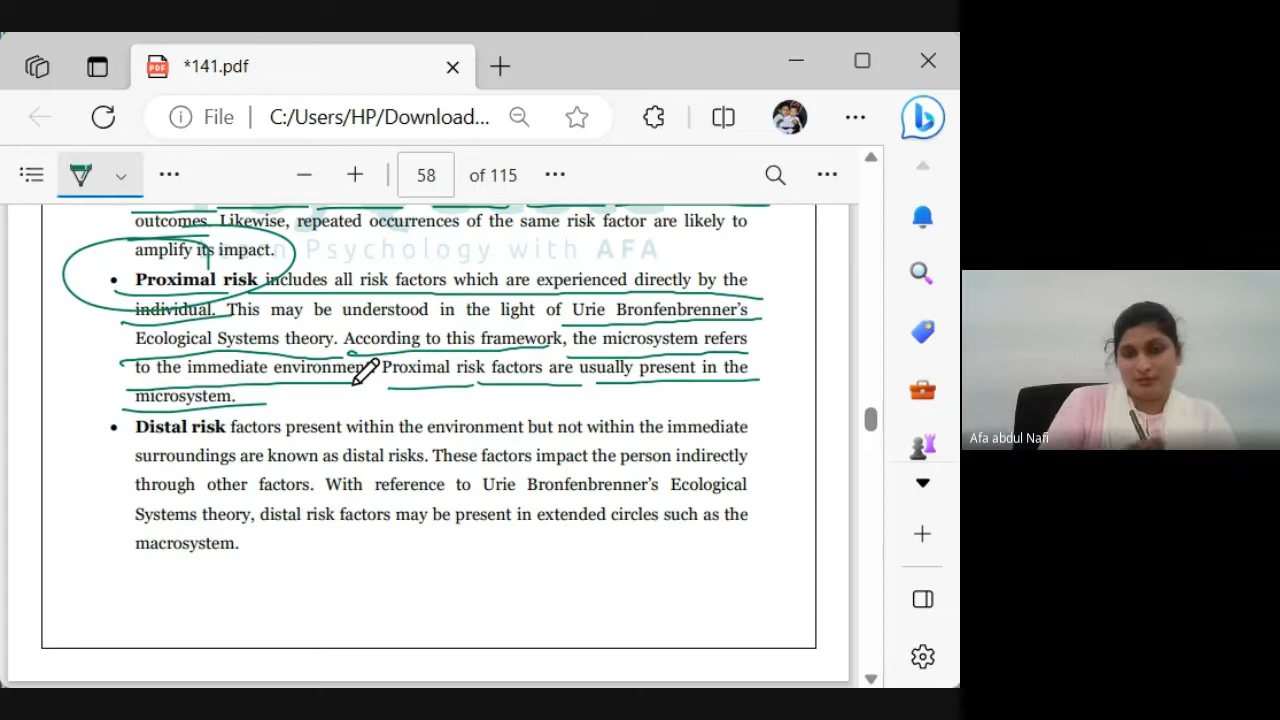 *141.pdf
File
C:/Users/HP/Download...
58 of 115
outcomes. Likewise, repeated occurrences of the same risk factor are likely to
amplify its impact.
Psychology with AFA
• Proximal risk includes all risk factors which are experienced directly by the
individual. This may be understood in the light of Urie Bronfenbrenner's
Ecological Systems theory. According to this framework, the microsystem refers
to the immediate environmen Proximal risk factors are usually present in the
microsystem.
• Distal risk factors present within the environment but not within the immediate
surroundings are known as distal risks. These factors impact the person indirectly
through other factors. With reference to Urie Bronfenbrenner's Ecological
Systems theory, distal risk factors may be present in extended circles such as the
macrosystem.
Afa abdul Nafi